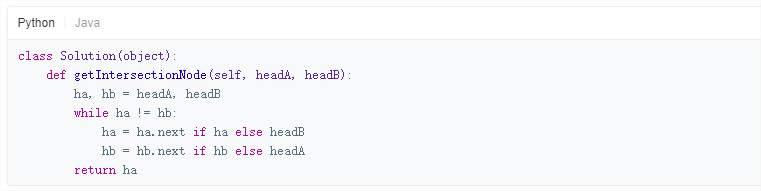 Python | Java
class Solution(object):
    def getIntersectionNode(self, headA, headB):
        ha, hb = headA, headB
        while ha != hb:
            ha = ha.next if ha else headB
            hb = hb.next if hb else headA
        return ha